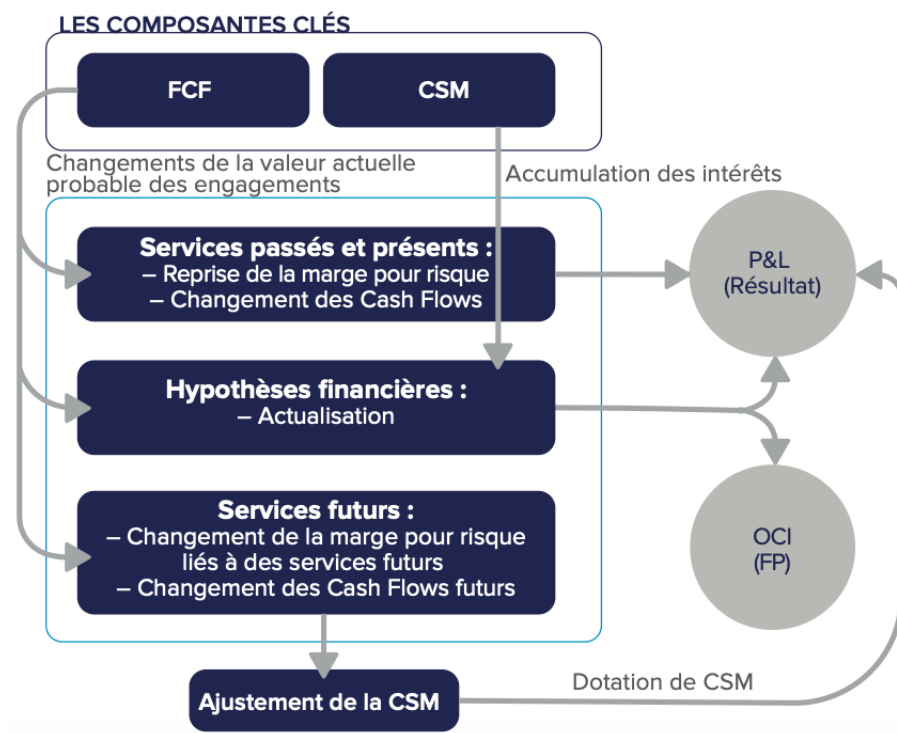 LES COMPOSANTES CLÉS
FCF
CSM
Changements de la valeur actuelle
probable des engagements
Accumulation des intérêts
Services passés et présents :
– Reprise de la marge pour risque
– Changement des Cash Flows
P&L
(Résultat)
Hypothèses financières :
– Actualisation
Services futurs :
– Changement de la marge pour risque
liés à des services futurs
– Changement des Cash Flows futurs
OCI
(FP)
Ajustement de la CSM
Dotation de CSM